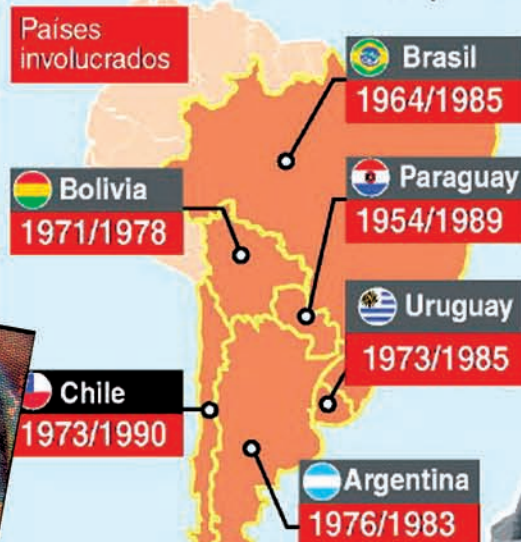 Países
involucrados
Brasil
1964/1985
Bolivia
1971/1978
Paraguay
1954/1989
Uruguay
1973/1985
Chile
1973/1990
Argentina
1976/1983